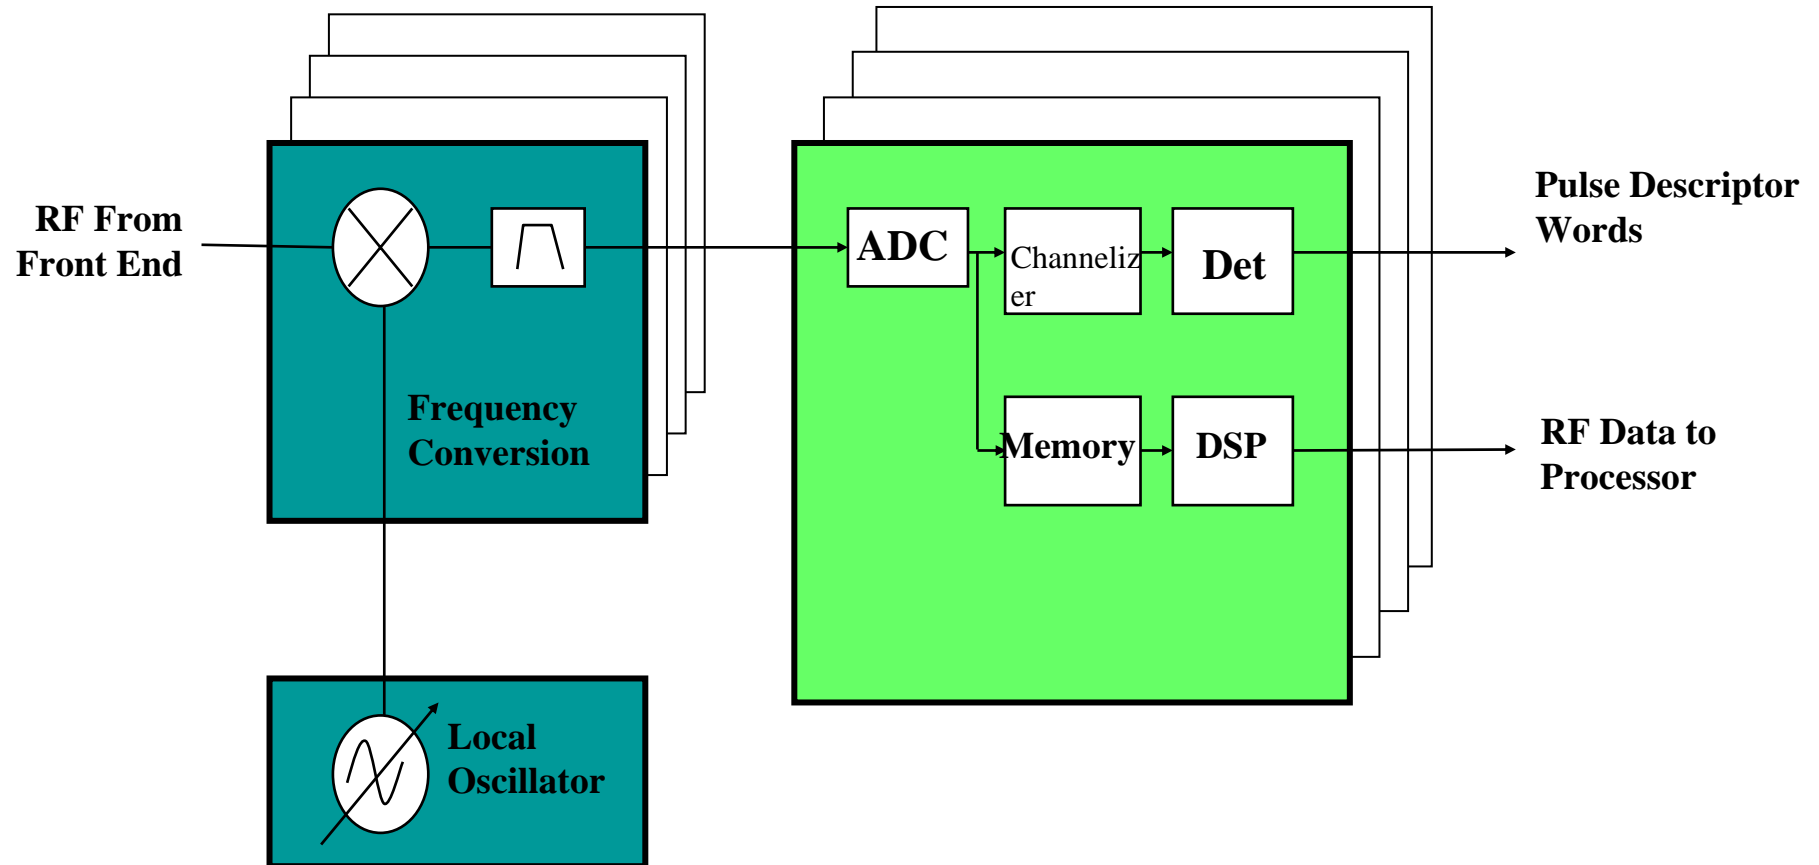 RF From
Front End
Frequency
Conversion
Local
Oscillator
ADC
Channeliz
er
Det
Memory
DSP
Pulse Descriptor
Words
RF Data to
Processor